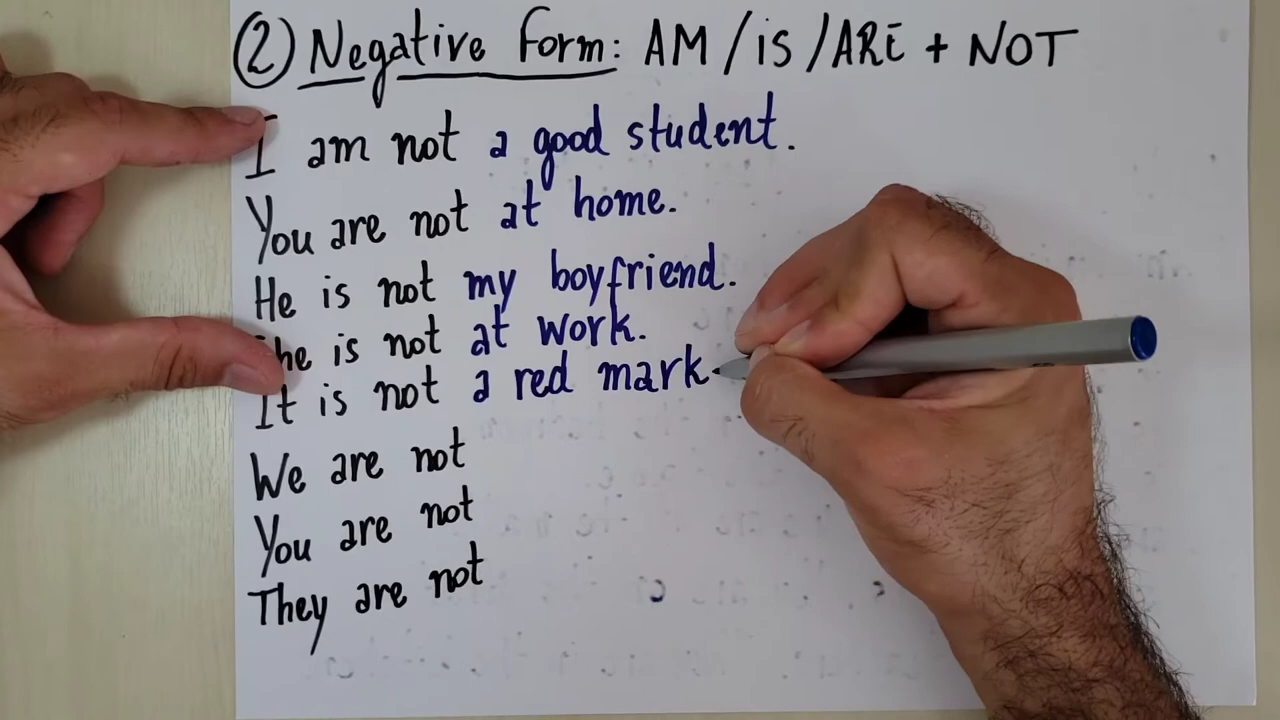 ② Negative form: AM / iS / ARE + NOT
I am not a good student.
You are not at home.
He is not my boyfriend.
She is not at work.
It is not a red mark
We are not
You are not
They are not